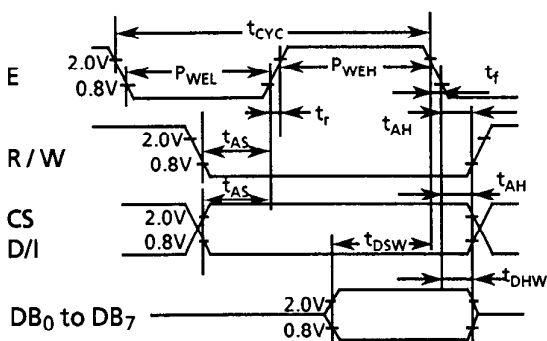 tCYC
E
2.0V
0.8V
PWEL
PWEH
tf
tr
tAH
R / W
2.0V
0.8V
tAS
tAS
tAH
CS
D/I
2.0V
0.8V
tDSW
tDHW
DB0 to DB7
2.0V
0.8V